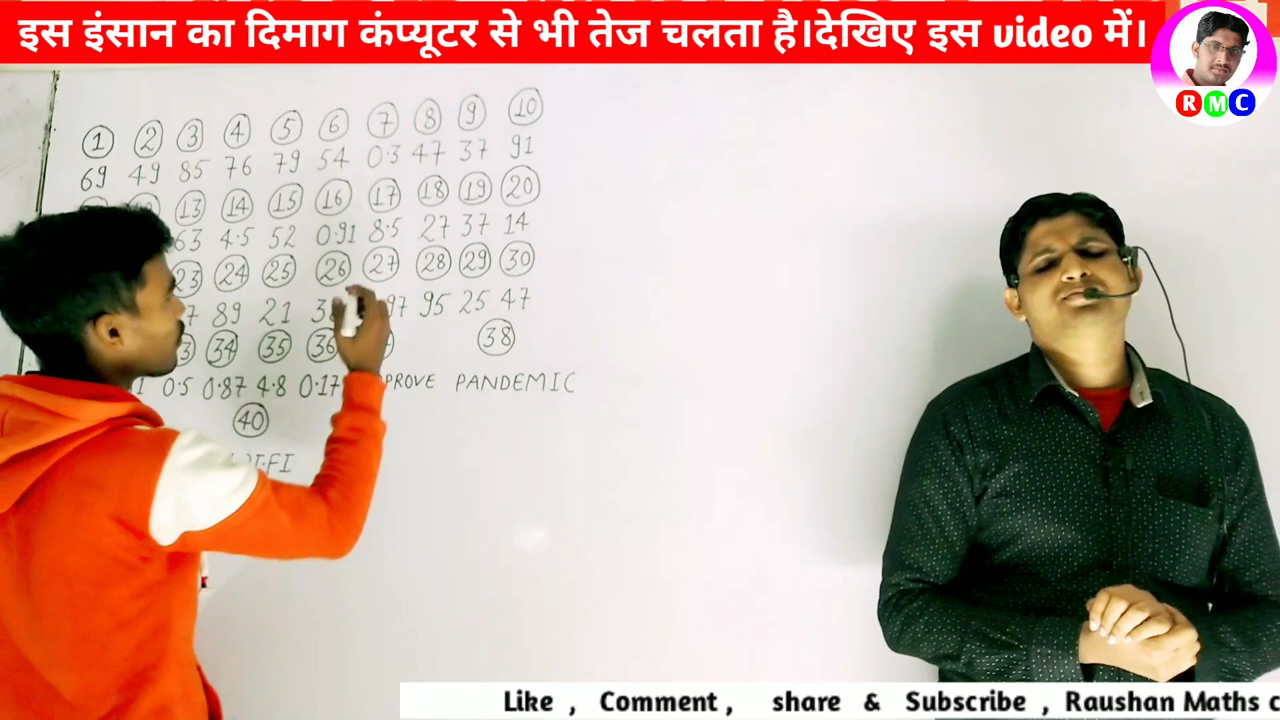 इस इंसान का दिमाग कंप्यूटर से भी तेज चलता है।देखिए इस video में।
R M C
1 2 3 4 5 6 7 8 9 10
69 49 85 76 79 54 0.3 47 37 91
13 14 15 16 17 18 19 20
63 4.5 52 0.91 8.5 27 37 14
23 24 25 26 27 28 29 30
89 21 95 25 47
34 35 36 38
0.5 0.87 4.8 0.17 PANDEMIC
40
Like , Comment , share & Subscribe , Raushan Maths